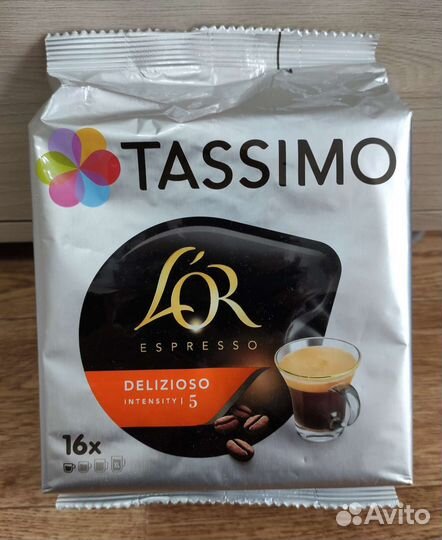 TASSIMO
L'OR
ESPRESSO
DELIZIOSO
INTENSITY | 5
16x
Avito